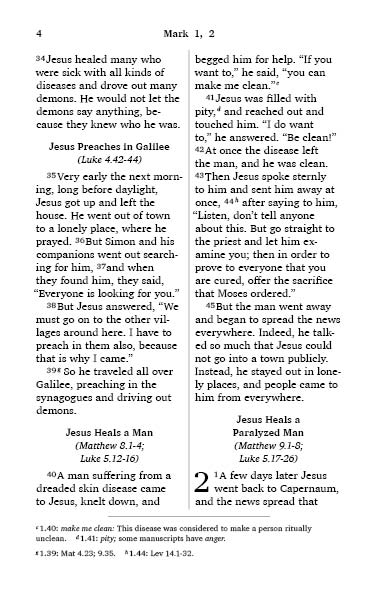 4
Mark 1, 2
34Jesus healed many who
were sick with all kinds of
diseases and drove out many
demons. He would not let the
demons say anything, be-
cause they knew who he was.
Jesus Preaches in Galilee
(Luke 4.42-44)
35Very early the next morn-
ing, long before daylight,
Jesus got up and left the
house. He went out of town
to a lonely place, where he
prayed. 36But Simon and his
companions went out search-
ing for him, 37and when
they found him, they said,
“Everyone is looking for you.”
38But Jesus answered, “We
must go on to the other vil-
lages around here. I have to
preach in them also, because
that is why I came.”
39g So he traveled all over
Galilee, preaching in the
synagogues and driving out
demons.
Jesus Heals a Man
(Matthew 8.1-4;
Luke 5.12-16)
40A man suffering from a
dreaded skin disease came
to Jesus, knelt down, and
begged him for help. “If you
want to,” he said, “you can
make me clean.”c
41Jesus was filled with
pity,d and reached out and
touched him. “I do want
to,” he answered. “Be clean!”
42At once the disease left
the man, and he was clean.
43Then Jesus spoke sternly
to him and sent him away at
once, 44h after saying to him,
“Listen, don’t tell anyone
about this. But go straight to
the priest and let him ex-
amine you; then in order to
prove to everyone that you
are cured, offer the sacrifice
that Moses ordered.”
45But the man went away
and began to spread the news
everywhere. Indeed, he talk-
ed so much that Jesus could
not go into a town publicly.
Instead, he stayed out in lone-
ly places, and people came to
him from everywhere.
Jesus Heals a
Paralyzed Man
(Matthew 9.1-8;
Luke 5.17-26)
2 1A few days later Jesus
went back to Capernaum,
and the news spread that
c 1.40: make me clean: This disease was considered to make a person ritually
unclean. d 1.41: pity; some manuscripts have anger.
g 1.39: Mat 4.23; 9.35. h 1.44: Lev 14.1-32.